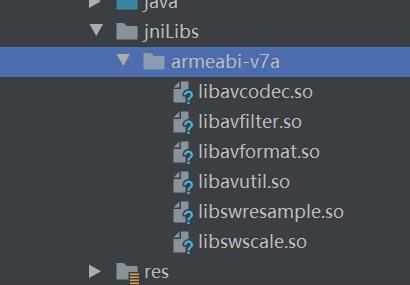 java
jniLibs
armeabi-v7a
libavcodec.so
libavfilter.so
libavformat.so
libavutil.so
libswresample.so
libswscale.so
res